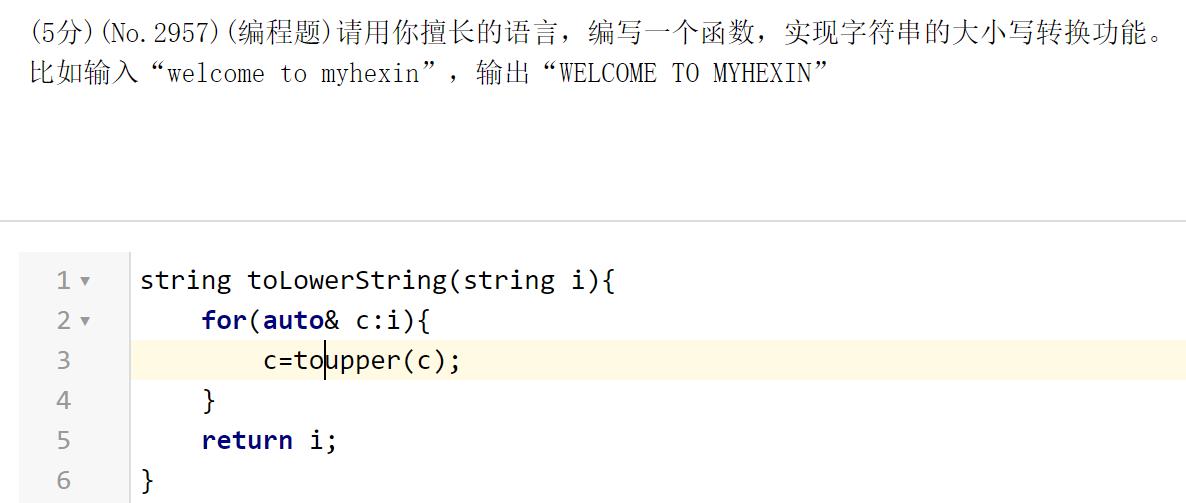 (5分)(No.2957)(编程题)请用你擅长的语言，编写一个函数，实现字符串的大小写转换功能。
比如输入“welcome to myhexin”，输出“WELCOME TO MYHEXIN”
1 string toLowerString(string i){
2     for(auto& c:i){
3         c=toupper(c);
4     }
5     return i;
6 }